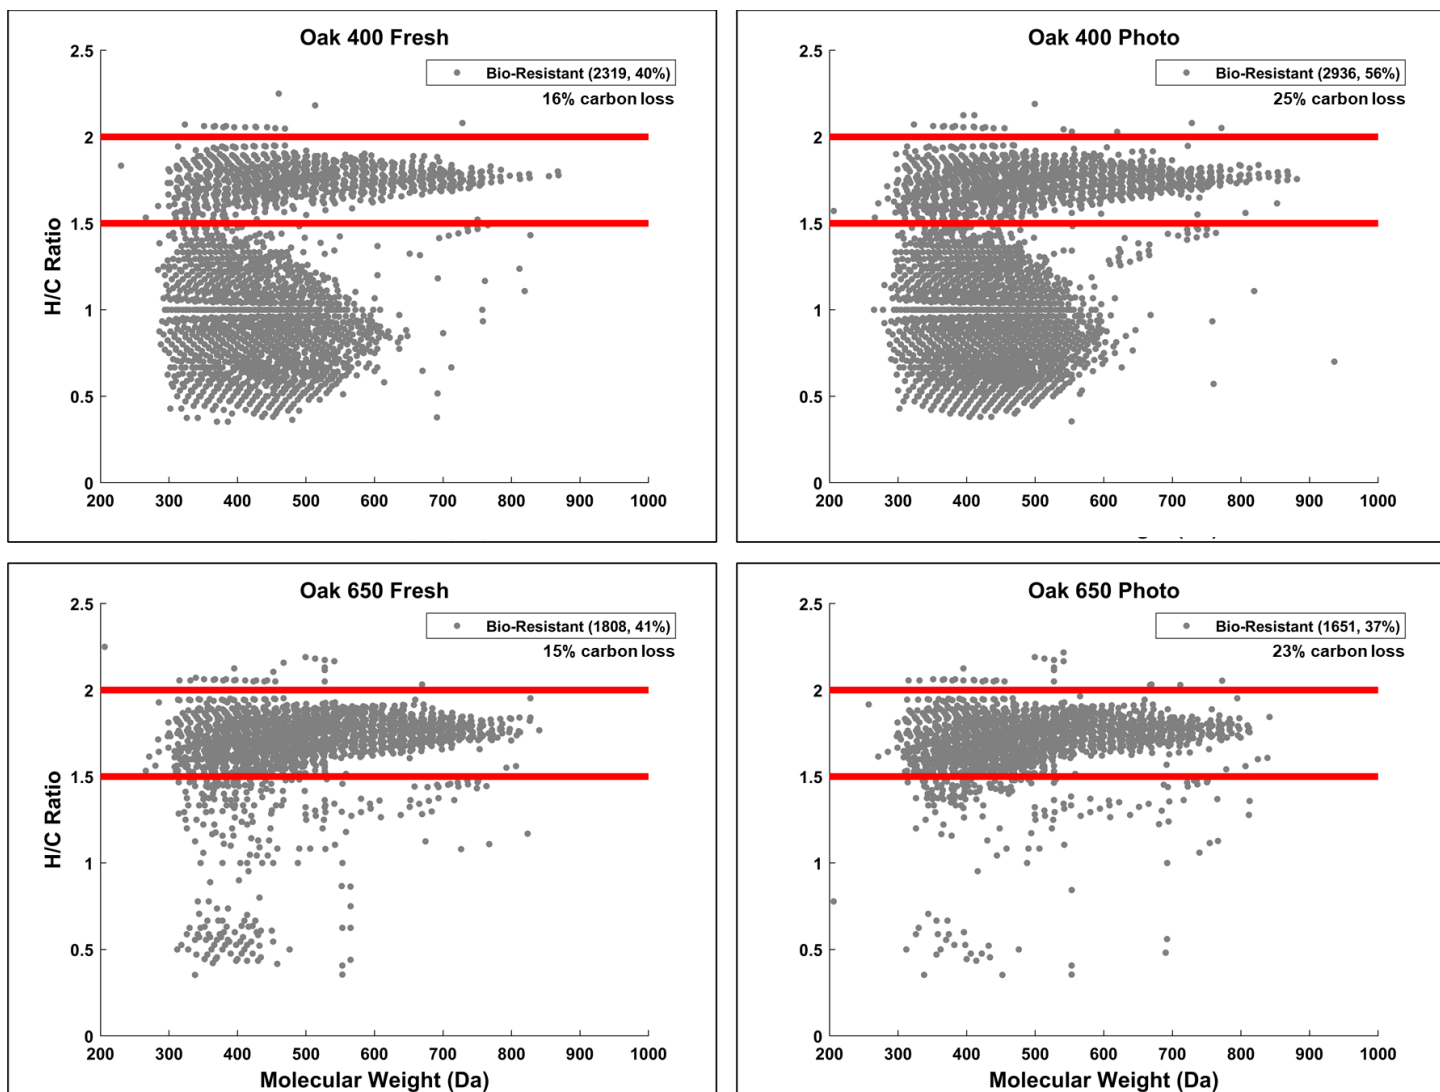 Oak 400 Fresh
Bio-Resistant (2319, 40%)
16% carbon loss
2.5
2
1.5
1
0.5
0
H/C Ratio
200 300 400 500 600 700 800 900 1000
Oak 400 Photo
Bio-Resistant (2936, 56%)
25% carbon loss
2.5
2
1.5
1
0.5
0
200 300 400 500 600 700 800 900 1000
Oak 650 Fresh
Bio-Resistant (1808, 41%)
15% carbon loss
2.5
2
1.5
1
0.5
0
H/C Ratio
200 300 400 500 600 700 800 900 1000
Molecular Weight (Da)
Oak 650 Photo
Bio-Resistant (1651, 37%)
23% carbon loss
2.5
2
1.5
1
0.5
0
200 300 400 500 600 700 800 900 1000
Molecular Weight (Da)